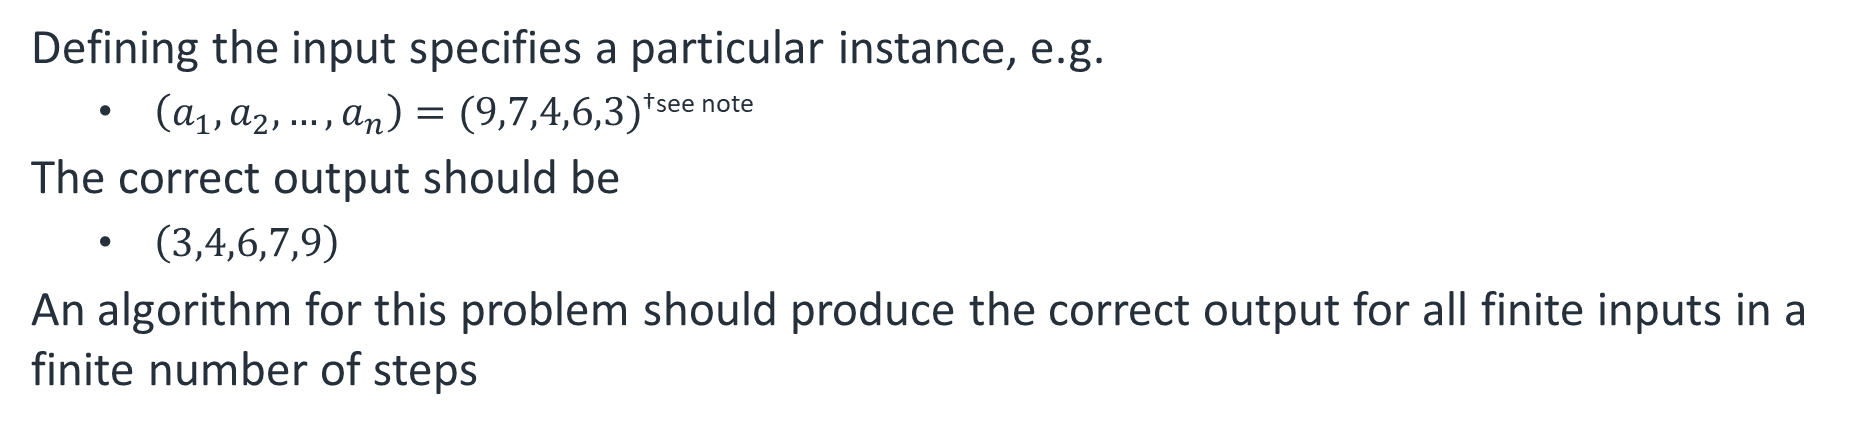 Defining the input specifies a particular instance, e.g.
• (a₁, a₂, … , aₙ) = (9,7,4,6,3)†see note
The correct output should be
• (3,4,6,7,9)
An algorithm for this problem should produce the correct output for all finite inputs in a
finite number of steps